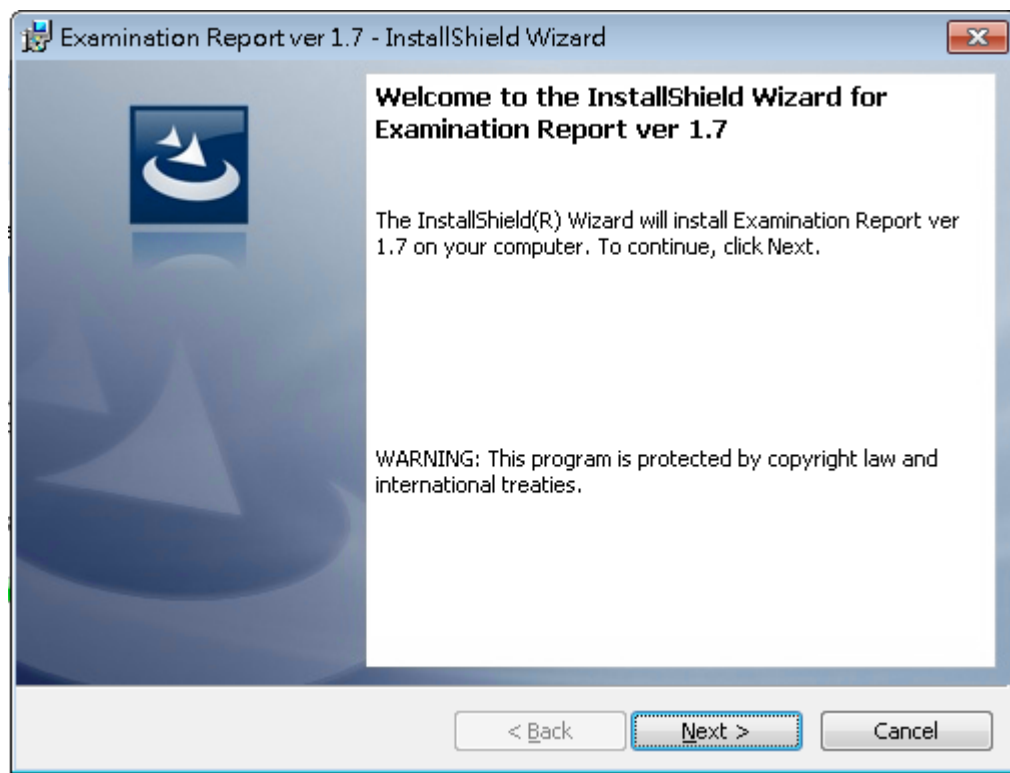 Examination Report ver 1.7 - InstallShield Wizard
Welcome to the InstallShield Wizard for
Examination Report ver 1.7
The InstallShield(R) Wizard will install Examination Report ver
1.7 on your computer. To continue, click Next.
WARNING: This program is protected by copyright law and
international treaties.
< Back
Next >
Cancel